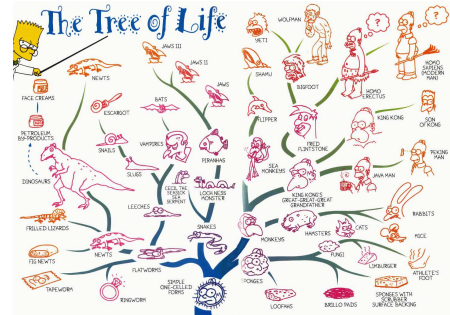 The Tree of Life
JAWS III
JAWS II
JAWS
WOLFMAN
YETI
?
?
SHAMU
BIGFOOT
HOMO
ERECTUS
HOMO
SAPIENS
(MODERN
MAN)
NEWTS
FACE CREAMS
ESCARGOT
BATS
FLIPPER
KING KONG
SON
OF KONG
PETROLEUM
BY-PRODUCTS
SNAILS
VAMPIRES
PIRANHAS
FRED
FLINTSTONE
PEKING
MAN
SLUGS
SEA
MONKEYS
JAVA MAN
DINOSAURS
CECIL THE
SEASICK
SEA
SERPENT
LOCH NESS
MONSTER
KING KONG'S
GREAT-GREAT-GREAT
GRANDFATHER
LEECHES
FRILLED LIZARDS
RABBITS
SNAKES
MONKEYS
HAMSTERS
CATS
MICE
FIG NEWTS
NEWTS
FLATWORMS
FUNGI
LIMBURGER
SPONGES
ATHLETE'S
FOOT
TAPEWORM
RINGWORM
SIMPLE
ONE-CELLED
FORMS
LOOFAHS
BRILLO PADS
SPONGES WITH
SCRUBBER
SURFACE BACKING